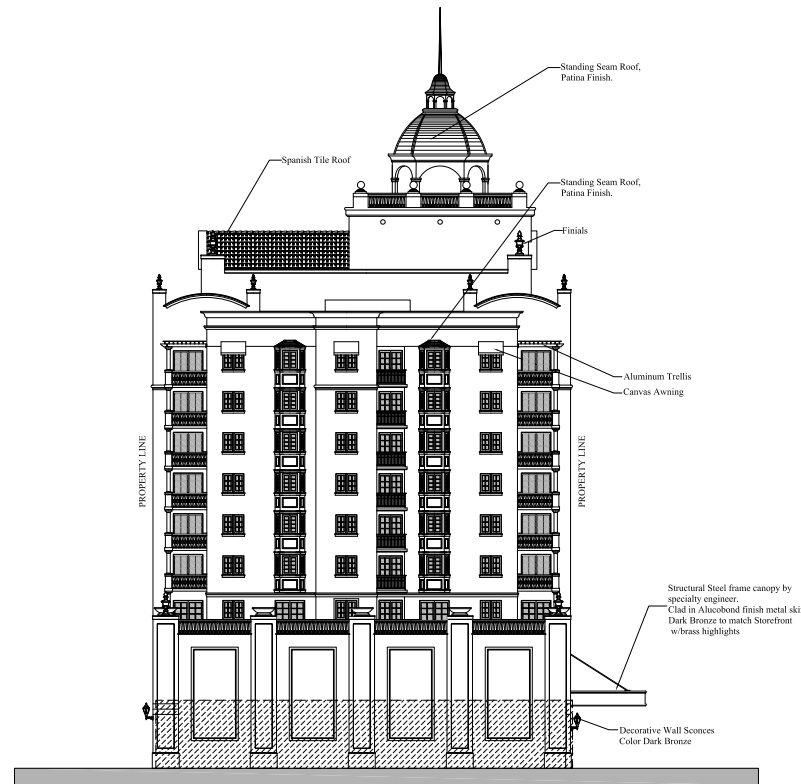 Standing Seam Roof,
Patina Finish.
Spanish Tile Roof
Standing Seam Roof,
Patina Finish.
Finials
Aluminum Trellis
Canvas Awning
PROPERTY LINE
PROPERTY LINE
Structural Steel frame canopy by
specialty engineer.
Clad in Alucobond finish metal ski
Dark Bronze to match Storefront
w/brass highlights
Decorative Wall Sconces
Color Dark Bronze